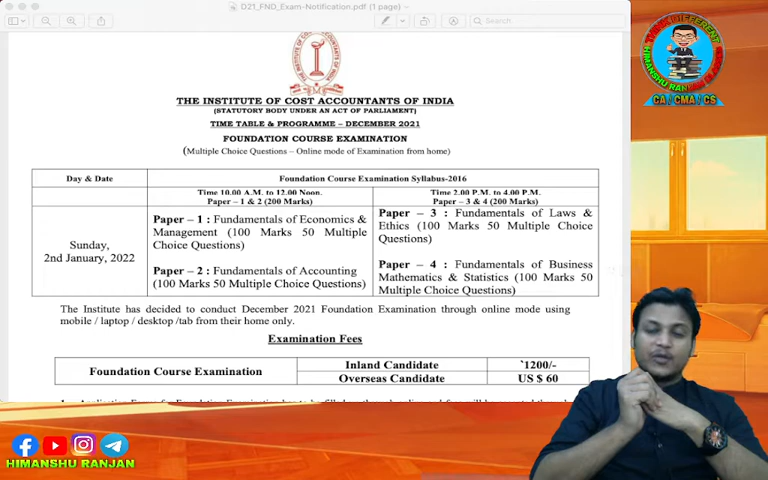 D21_FND_Exam-Notification.pdf (1 page)
Search
THE INSTITUTE OF COST ACCOUNTANTS OF INDIA
(STATUTORY BODY UNDER AN ACT OF PARLIAMENT)
TIME TABLE & PROGRAMME – DECEMBER 2021
FOUNDATION COURSE EXAMINATION
(Multiple Choice Questions – Online mode of Examination from home)
Day & Date
Foundation Course Examination Syllabus-2016
Time 10.00 A.M. to 12.00 Noon.
Paper – 1 & 2 (200 Marks)
Time 2.00 P.M. to 4.00 P.M.
Paper – 3 & 4 (200 Marks)
Sunday,
2nd January, 2022
Paper – 1 : Fundamentals of Economics &
Management (100 Marks 50 Multiple
Choice Questions)
Paper – 2 : Fundamentals of Accounting
(100 Marks 50 Multiple Choice Questions)
Paper – 3 : Fundamentals of Laws &
Ethics (100 Marks 50 Multiple Choice
Questions)
Paper – 4 : Fundamentals of Business
Mathematics & Statistics (100 Marks 50
Multiple Choice Questions)
The Institute has decided to conduct December 2021 Foundation Examination through online mode using
mobile / laptop / desktop /tab from their home only.
Examination Fees
Foundation Course Examination
Inland Candidate
`1200/-
Overseas Candidate
US $ 60
THINK DIFFERENT
HIMANSHU RANJAN
CA / CMA / CS
HIMANSHU RANJAN